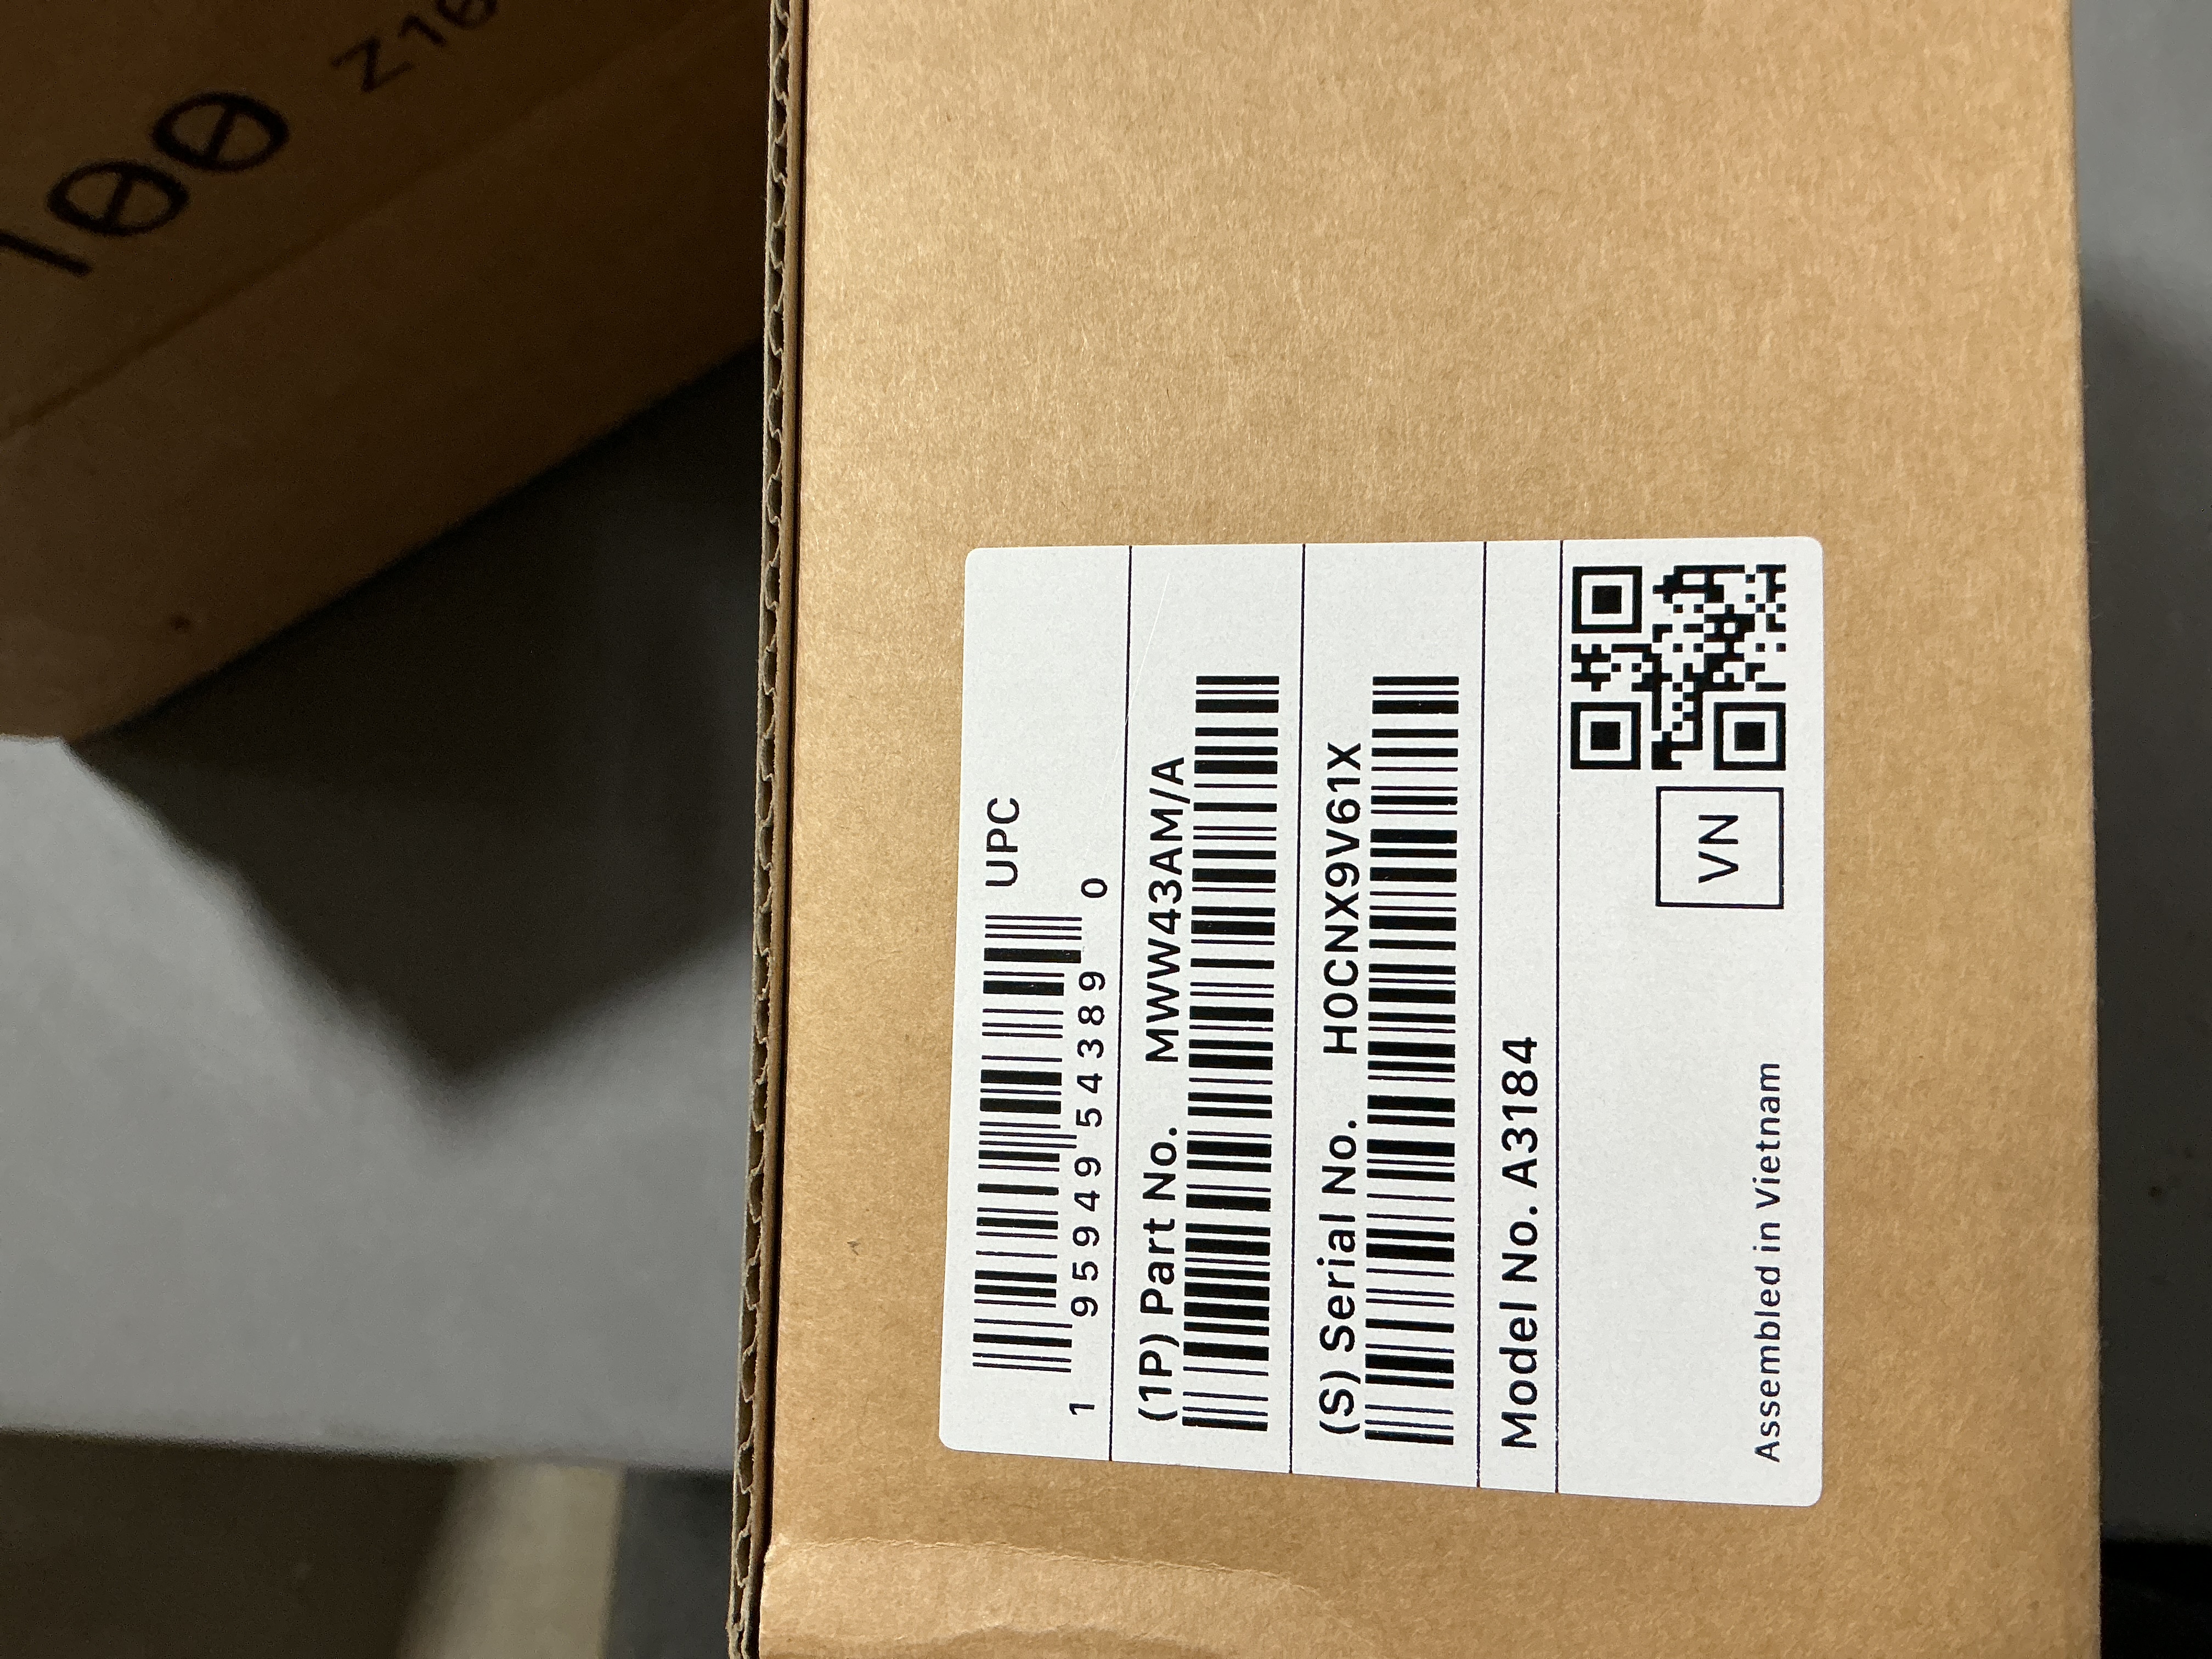 100
UPC
1 95949 54389 0
(1P) Part No. MWW43AM/A
(S) Serial No. H0CNX9V61X
Model No. A3184
VN
Assembled in Vietnam